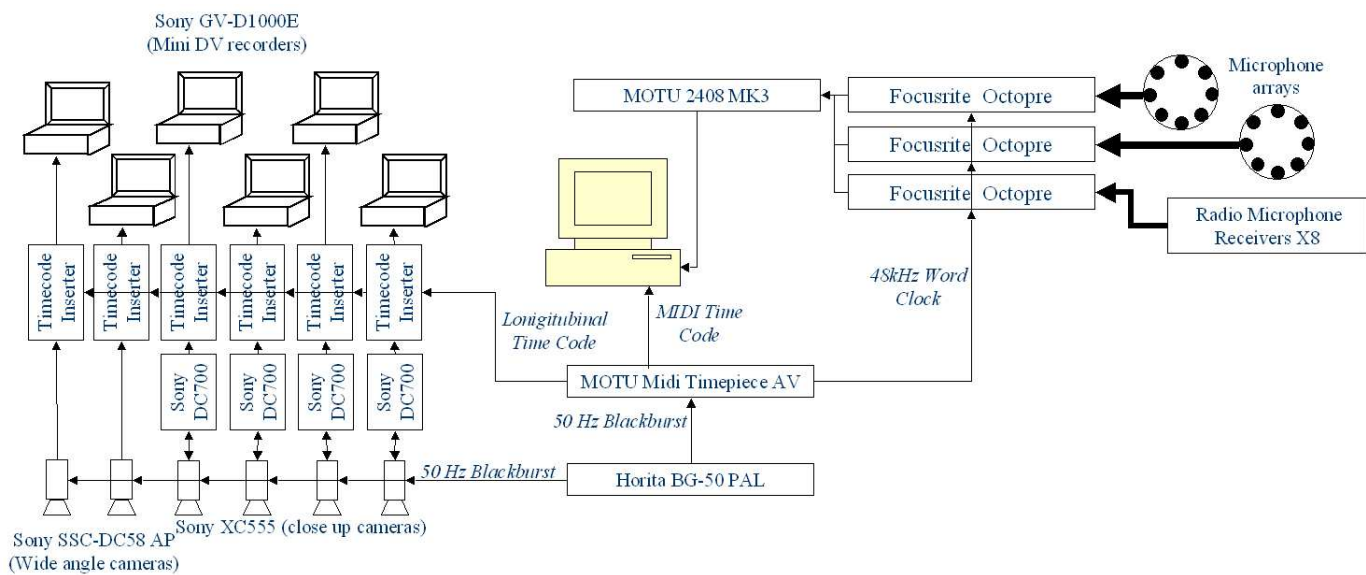 Sony GV-D1000E
(Mini DV recorders)
MOTU 2408 MK3
Focusrite Octopre
Focusrite Octopre
Focusrite Octopre
Microphone
arrays
Radio Microphone
Receivers X8
Timecode
Inserter
Timecode
Inserter
Timecode
Inserter
Timecode
Inserter
Timecode
Inserter
Timecode
Inserter
Lonigitubinal
Time Code
MIDI Time
Code
48kHz Word
Clock
Sony
DC700
Sony
DC700
Sony
DC700
Sony
DC700
MOTU Midi Timepiece AV
50 Hz Blackburst
50 Hz Blackburst
Horita BG-50 PAL
Sony XC555 (close up cameras)
Sony SSC-DC58 AP
(Wide angle cameras)